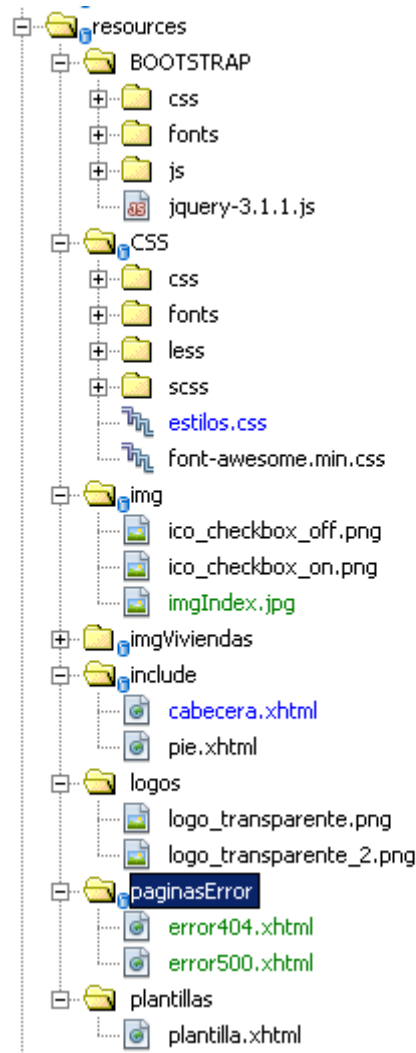 resources
BOOTSTRAP
css
fonts
js
jquery-3.1.1.js
CSS
css
fonts
less
scss
estilos.css
font-awesome.min.css
img
ico_checkbox_off.png
ico_checkbox_on.png
imgIndex.jpg
imgViviendas
include
cabecera.xhtml
pie.xhtml
logos
logo_transparente.png
logo_transparente_2.png
paginasError
error404.xhtml
error500.xhtml
plantillas
plantilla.xhtml